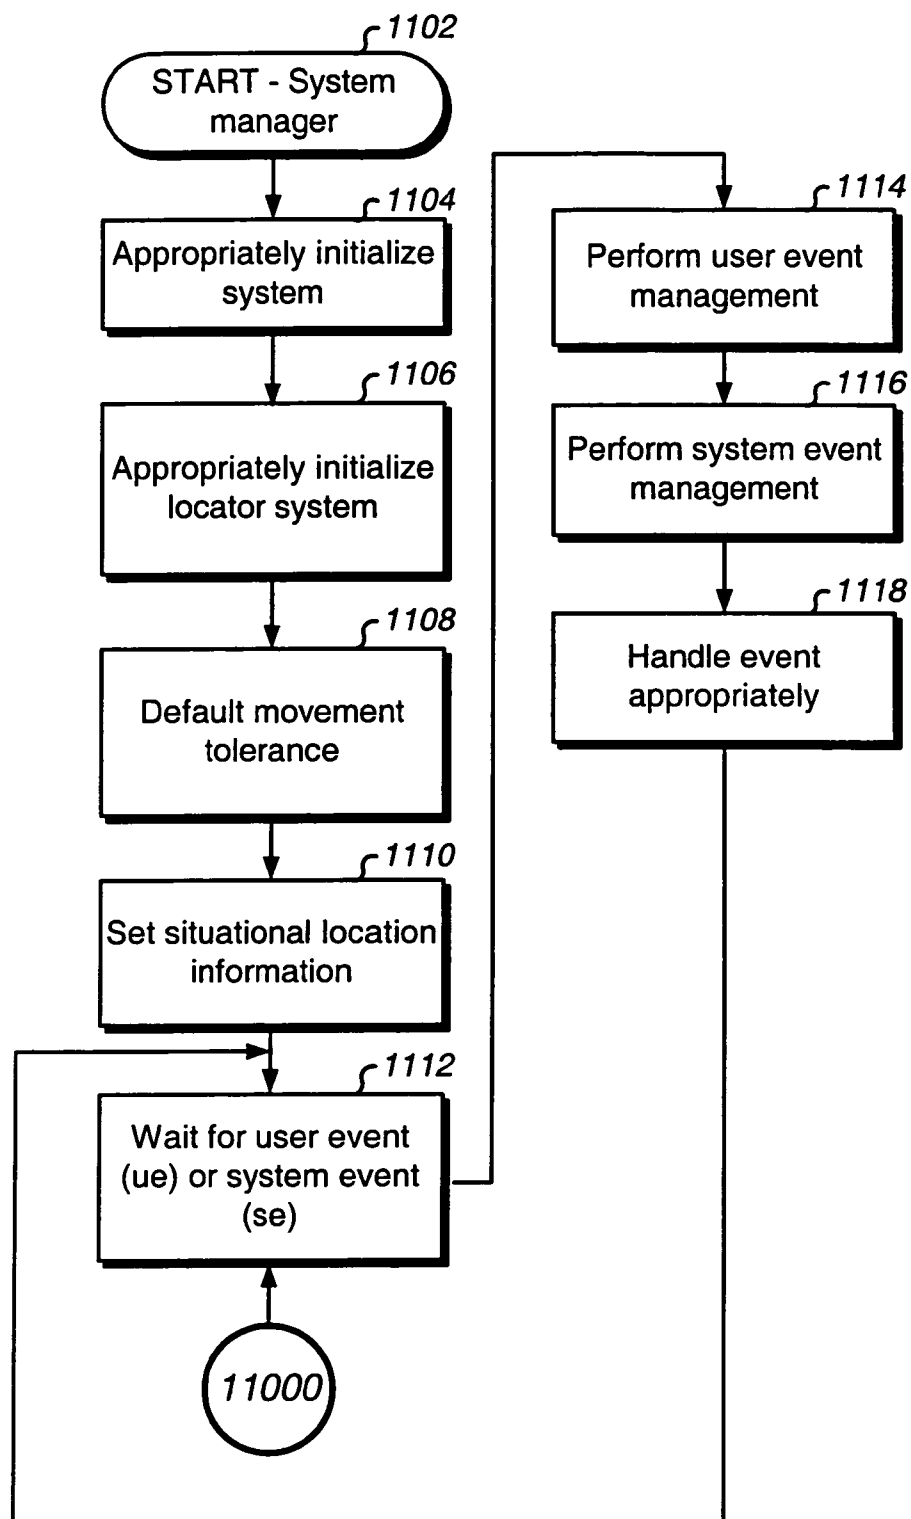 1102
START - System
manager
1104
Appropriately initialize
system
1106
Appropriately initialize
locator system
1108
Default movement
tolerance
1110
Set situational location
information
1112
Wait for user event
(ue) or system event
(se)
11000
1114
Perform user event
management
1116
Perform system event
management
1118
Handle event
appropriately